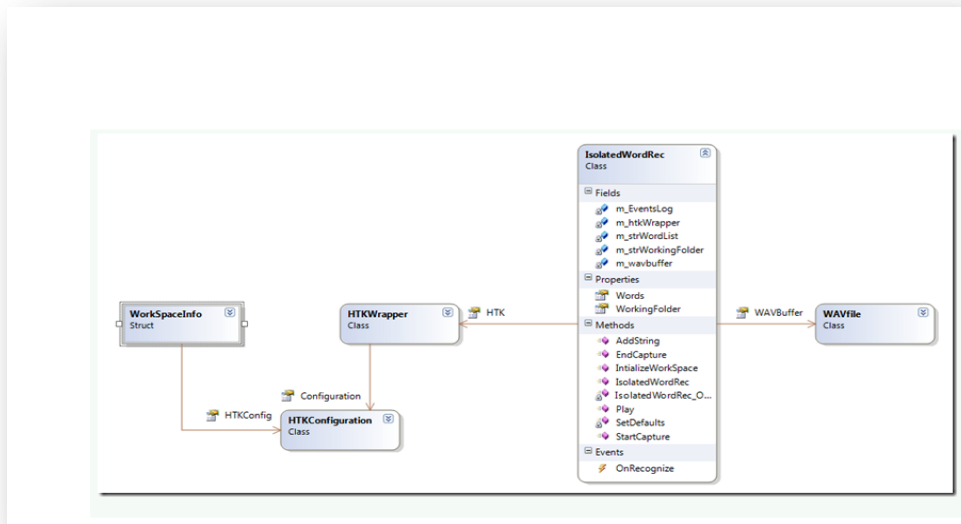 IsolatedWordRec
Class
Fields
m_EventsLog
m_htkWrapper
m_strWordList
m_strWorkingFolder
m_wavbuffer
Properties
Words
WorkingFolder
Methods
AddString
EndCapture
IntializeWorkSpace
IsolatedWordRec
IsolatedWordRec_O...
Play
SetDefaults
StartCapture
Events
OnRecognize
WorkSpaceInfo
Struct
HTKWrapper
Class
HTK
WAVBuffer
WAVfile
Class
Configuration
HTKConfig
HTKConfiguration
Class